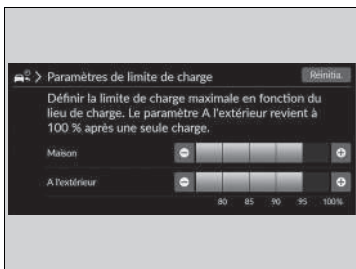 > Paramètres de limite de charge
Réinitia.
Définir la limite de charge maximale en fonction du
lieu de charge. Le paramètre A l'extérieur revient à
100 % après une seule charge.
Maison
A l'extérieur
80 85 90 95 100%